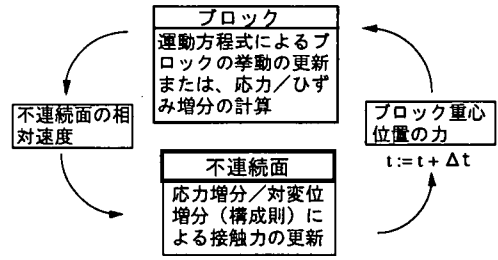 ブロック
運動方程式によるブ
ロックの挙動の更新
または、応力／ひず
み増分の計算
不連続面の相
対速度
ブロック重心
位置の力
t:= t + Δt
不連続面
応力増分／対変位
増分（構成則）に
よる接触力の更新